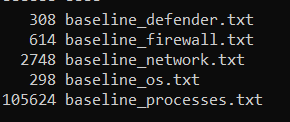 308 baseline_defender.txt
614 baseline_firewall.txt
2748 baseline_network.txt
298 baseline_os.txt
105624 baseline_processes.txt